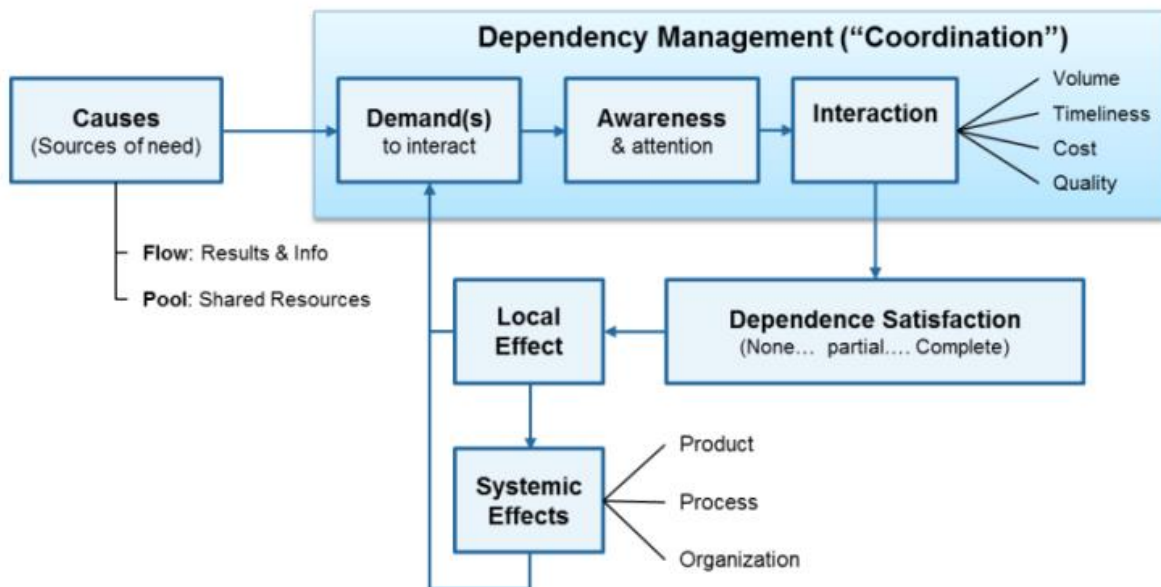 Dependency Management (“Coordination”)
Causes
(Sources of need)
Demand(s)
to interact
Awareness
& attention
Interaction
Volume
Timeliness
Cost
Quality
Flow: Results & Info
Pool: Shared Resources
Local
Effect
Dependence Satisfaction
(None... partial.... Complete)
Systemic
Effects
Product
Process
Organization